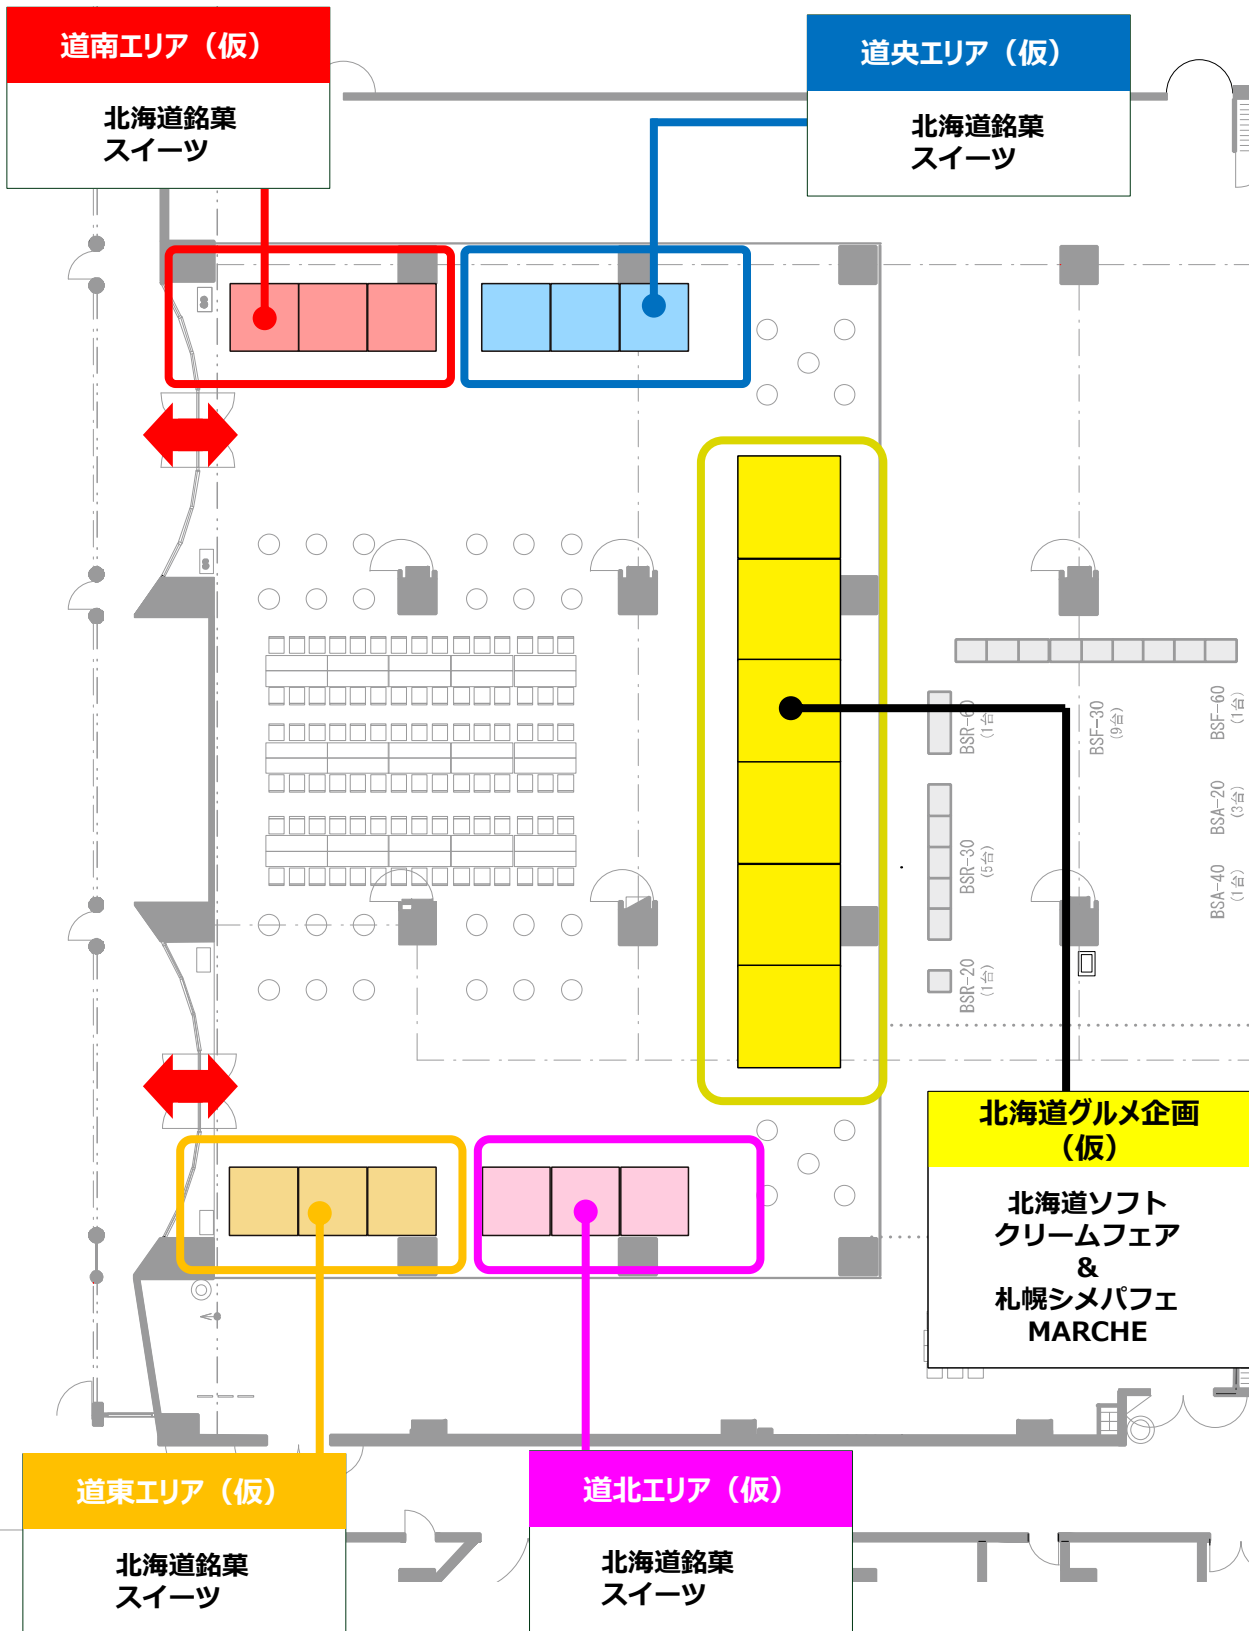 道南エリア（仮）
北海道銘菓
スイーツ
道央エリア（仮）
北海道銘菓
スイーツ
BSR-60
(1台)
BSF-30
(9台)
BSF-60
(1台)
BSA-20
(3台)
BSR-30
(5台)
BSA-40
(1台)
BSR-20
(1台)
北海道グルメ企画
（仮）
北海道ソフト
クリームフェア
&
札幌シメパフェ
MARCHE
道東エリア（仮）
北海道銘菓
スイーツ
道北エリア（仮）
北海道銘菓
スイーツ